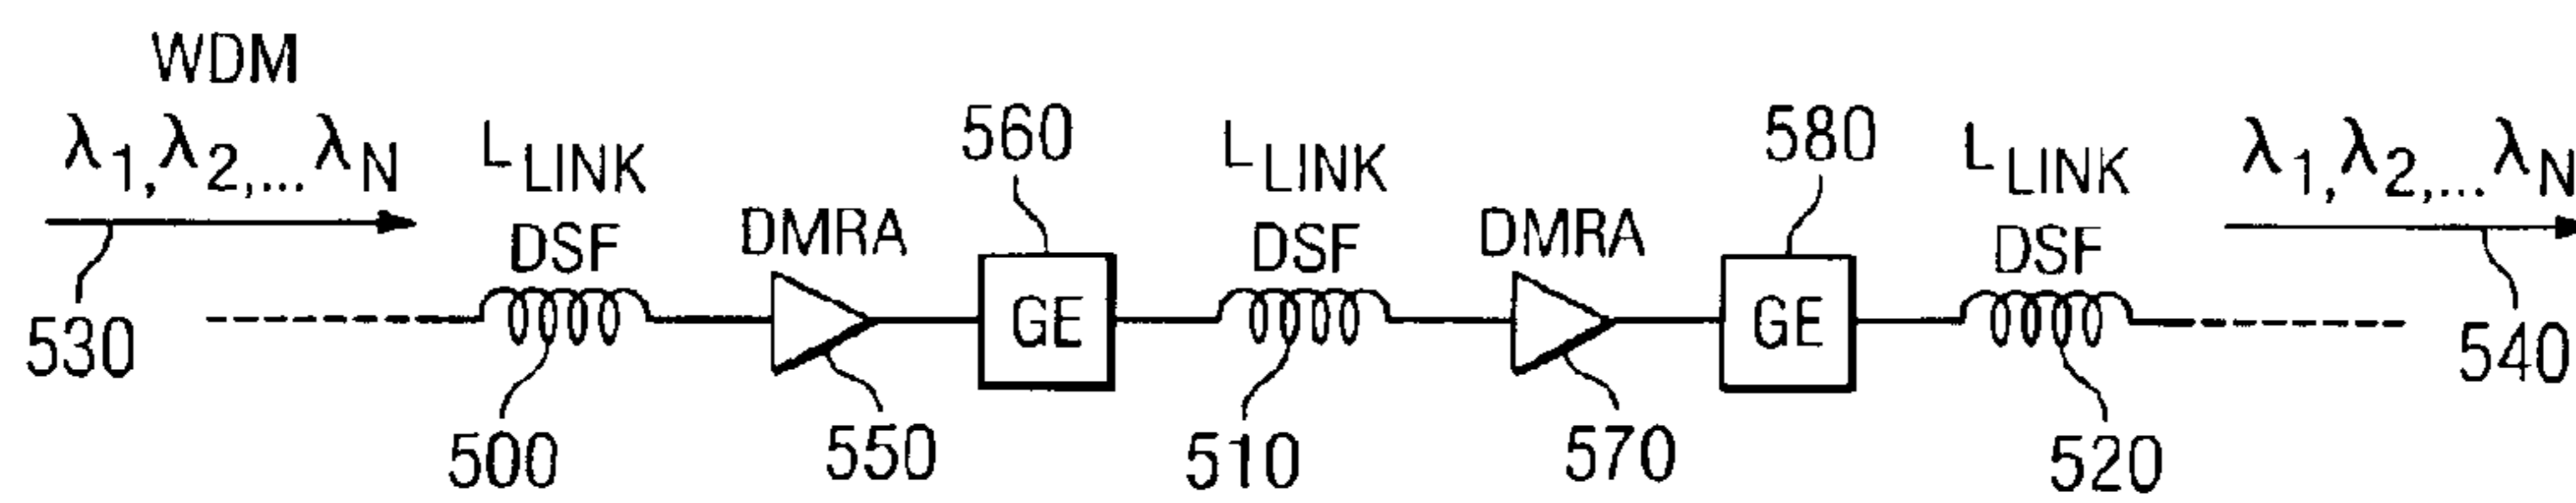 WDM
λ1, λ2,... λN
LLINK
DSF
DMRA
560
GE
LLINK
DSF
DMRA
580
GE
LLINK
DSF
λ1, λ2,... λN
530
500
550
510
570
520
540